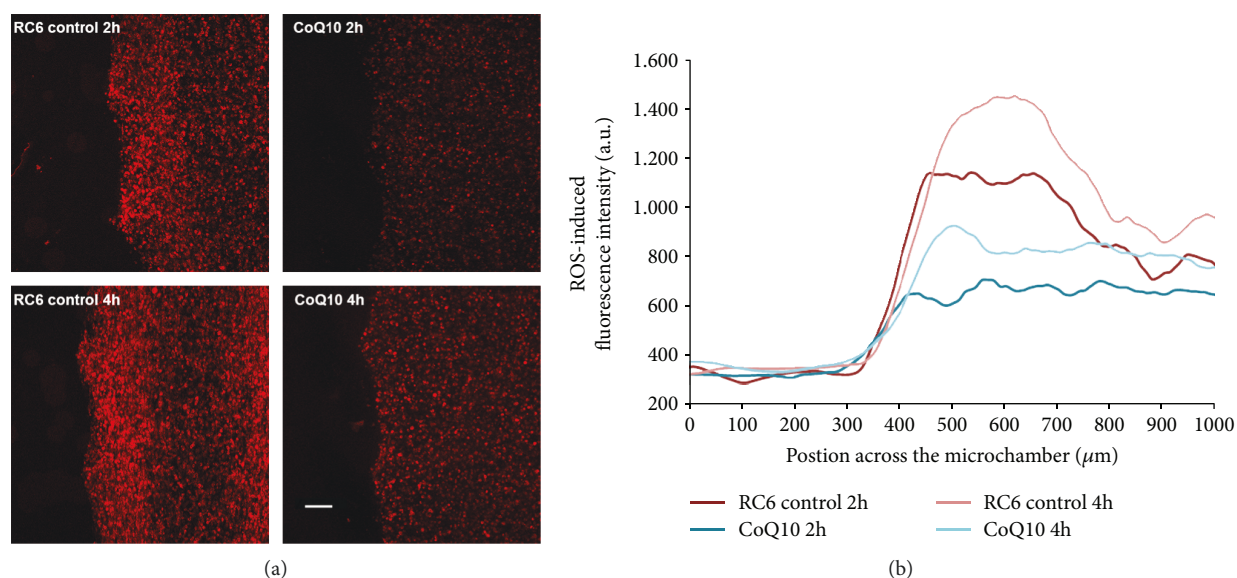 RC6 control 2h
CoQ10 2h
RC6 control 4h
CoQ10 4h
(a)
ROS-induced
fluorescence intensity (a.u.)
1.600
1.400
1.200
1.000
800
600
400
200
0 100 200 300 400 500 600 700 800 900 1000
Postion across the microchamber (μm)
RC6 control 2h
RC6 control 4h
CoQ10 2h
CoQ10 4h
(b)